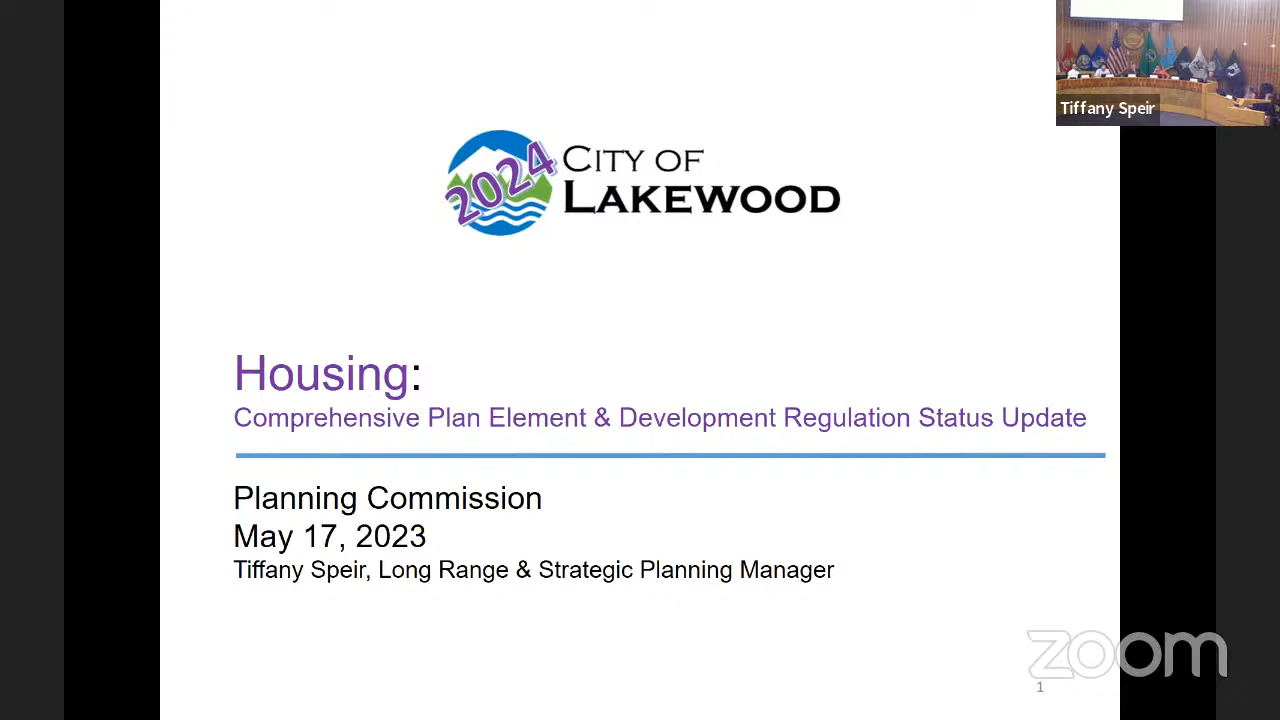 Tiffany Speir
2024
CITY OF
LAKEWOOD
Housing:
Comprehensive Plan Element & Development Regulation Status Update
Planning Commission
May 17, 2023
Tiffany Speir, Long Range & Strategic Planning Manager
zoom
1